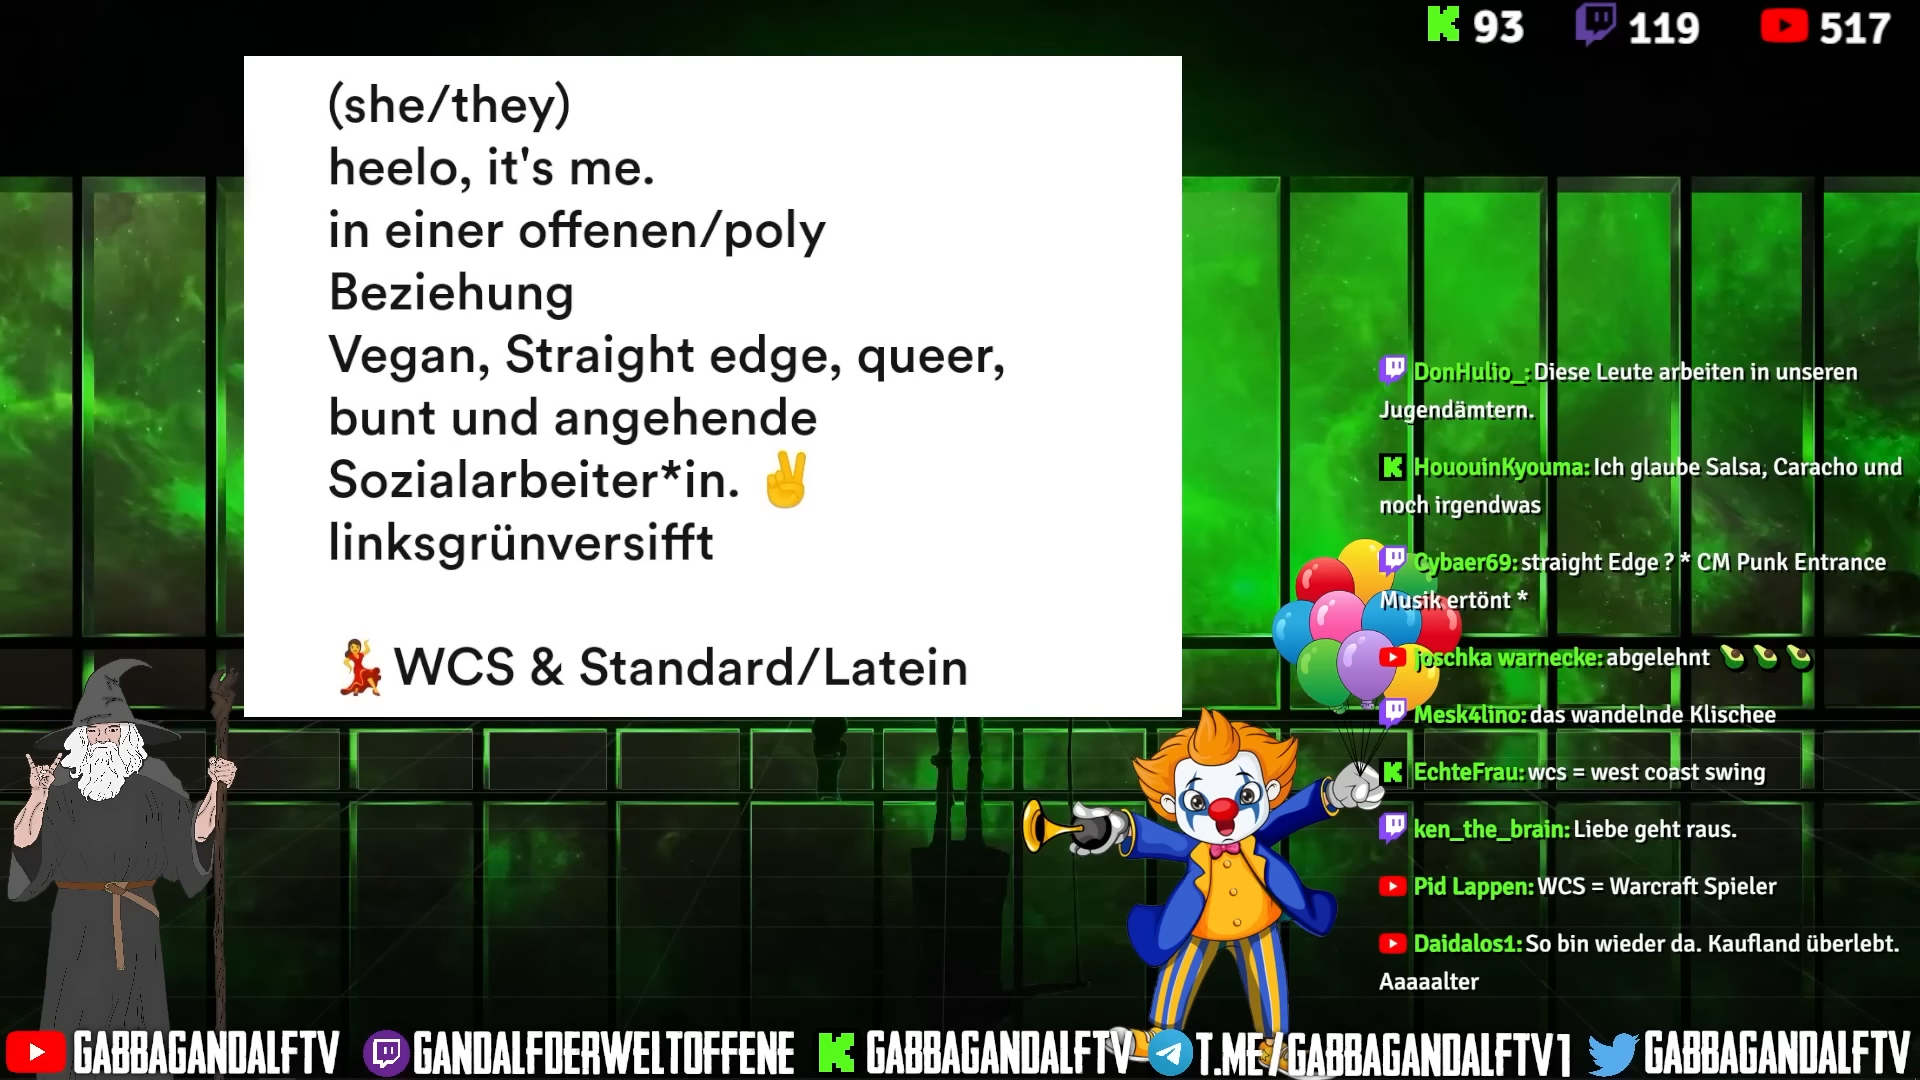 93
119
517
(she/they)
heelo, it's me.
in einer offenen/poly
Beziehung
Vegan, Straight edge, queer,
bunt und angehende
Sozialarbeiter*in. ✌️
linksgrünversifft
💃WCS & Standard/Latein
DonHulio_: Diese Leute arbeiten in unseren
Jugendämtern.
HououinKyouma: Ich glaube Salsa, Caracho und
noch irgendwas
Cybaer69: straight Edge ? * CM Punk Entrance
Musik ertönt *
joschka warnecke: abgelehnt 🥑 🥑 🥑
Mesk4lino: das wandelnde Klischee
EchteFrau: wcs = west coast swing
ken_the_brain: Liebe geht raus.
Pid Lappen: WCS = Warcraft Spieler
Daidalos1: So bin wieder da. Kaufland überlebt.
Aaaaalter
GABBAGANDALFTV GANDALFDERWELTOFFENE GABBAGANDALFTV T.ME/GABBAGANDALFTV1 GABBAGANDALFTV